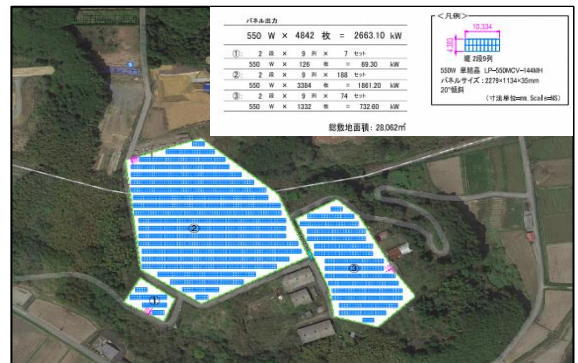 パネル出力
550 W × 4842 枚 = 2663.10 kW
①: 2 段 × 9 列 × 7 セット
550 W × 126 枚 = 69.30 kW
②: 2 段 × 9 列 × 188 セット
550 W × 3384 枚 = 1861.20 kW
③: 2 段 × 9 列 × 74 セット
550 W × 1332 枚 = 732.60 kW
総敷地面積: 28,062㎡
<凡例>
10.334
4.383
縦 2段9列
550W 単結晶 LP-550MCV-144MH
パネルサイズ:2279×1134×35mm
20°傾斜
(寸法単位=mm, Scale=NS)
②
③
①